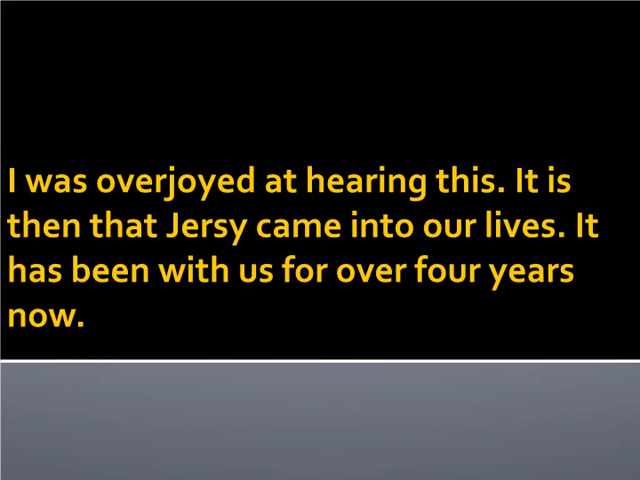 I was overjoyed at hearing this. It is
then that Jersy came into our lives. It
has been with us for over four years
now.